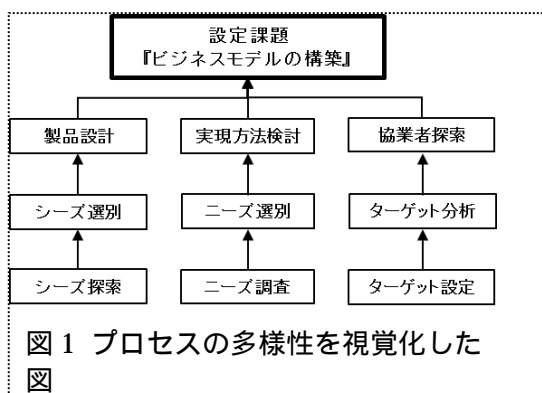 設定課題
『ビジネスモデルの構築』
製品設計
実現方法検討
協業者探索
シーズ選別
ニーズ選別
ターゲット分析
シーズ探索
ニーズ調査
ターゲット設定
図1 プロセスの多様性を視覚化した
図